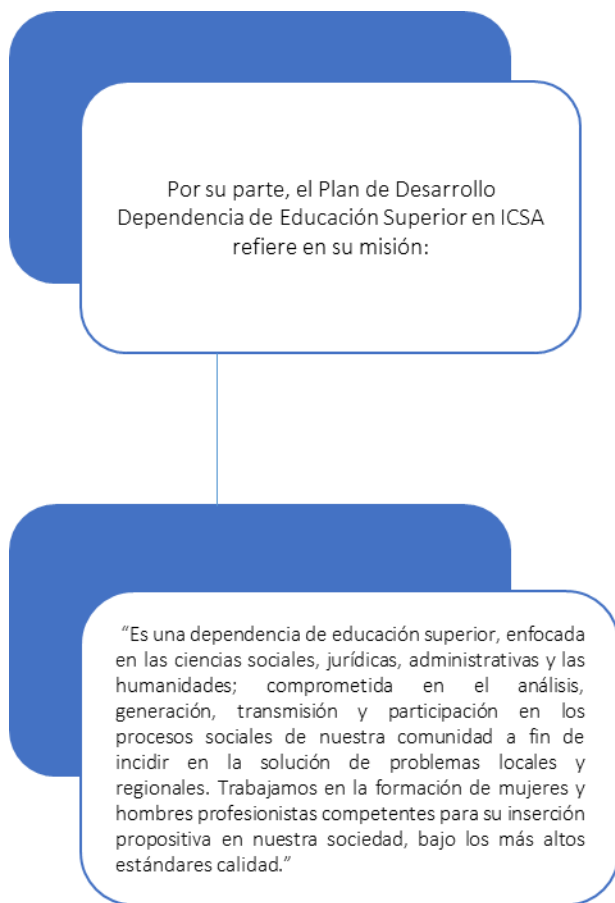 Por su parte, el Plan de Desarrollo
Dependencia de Educación Superior en ICSA
refiere en su misión:
“Es una dependencia de educación superior, enfocada
en las ciencias sociales, jurídicas, administrativas y las
humanidades; comprometida en el análisis,
generación, transmisión y participación en los
procesos sociales de nuestra comunidad a fin de
incidir en la solución de problemas locales y
regionales. Trabajamos en la formación de mujeres y
hombres profesionistas competentes para su inserción
propositiva en nuestra sociedad, bajo los más altos
estándares calidad.”